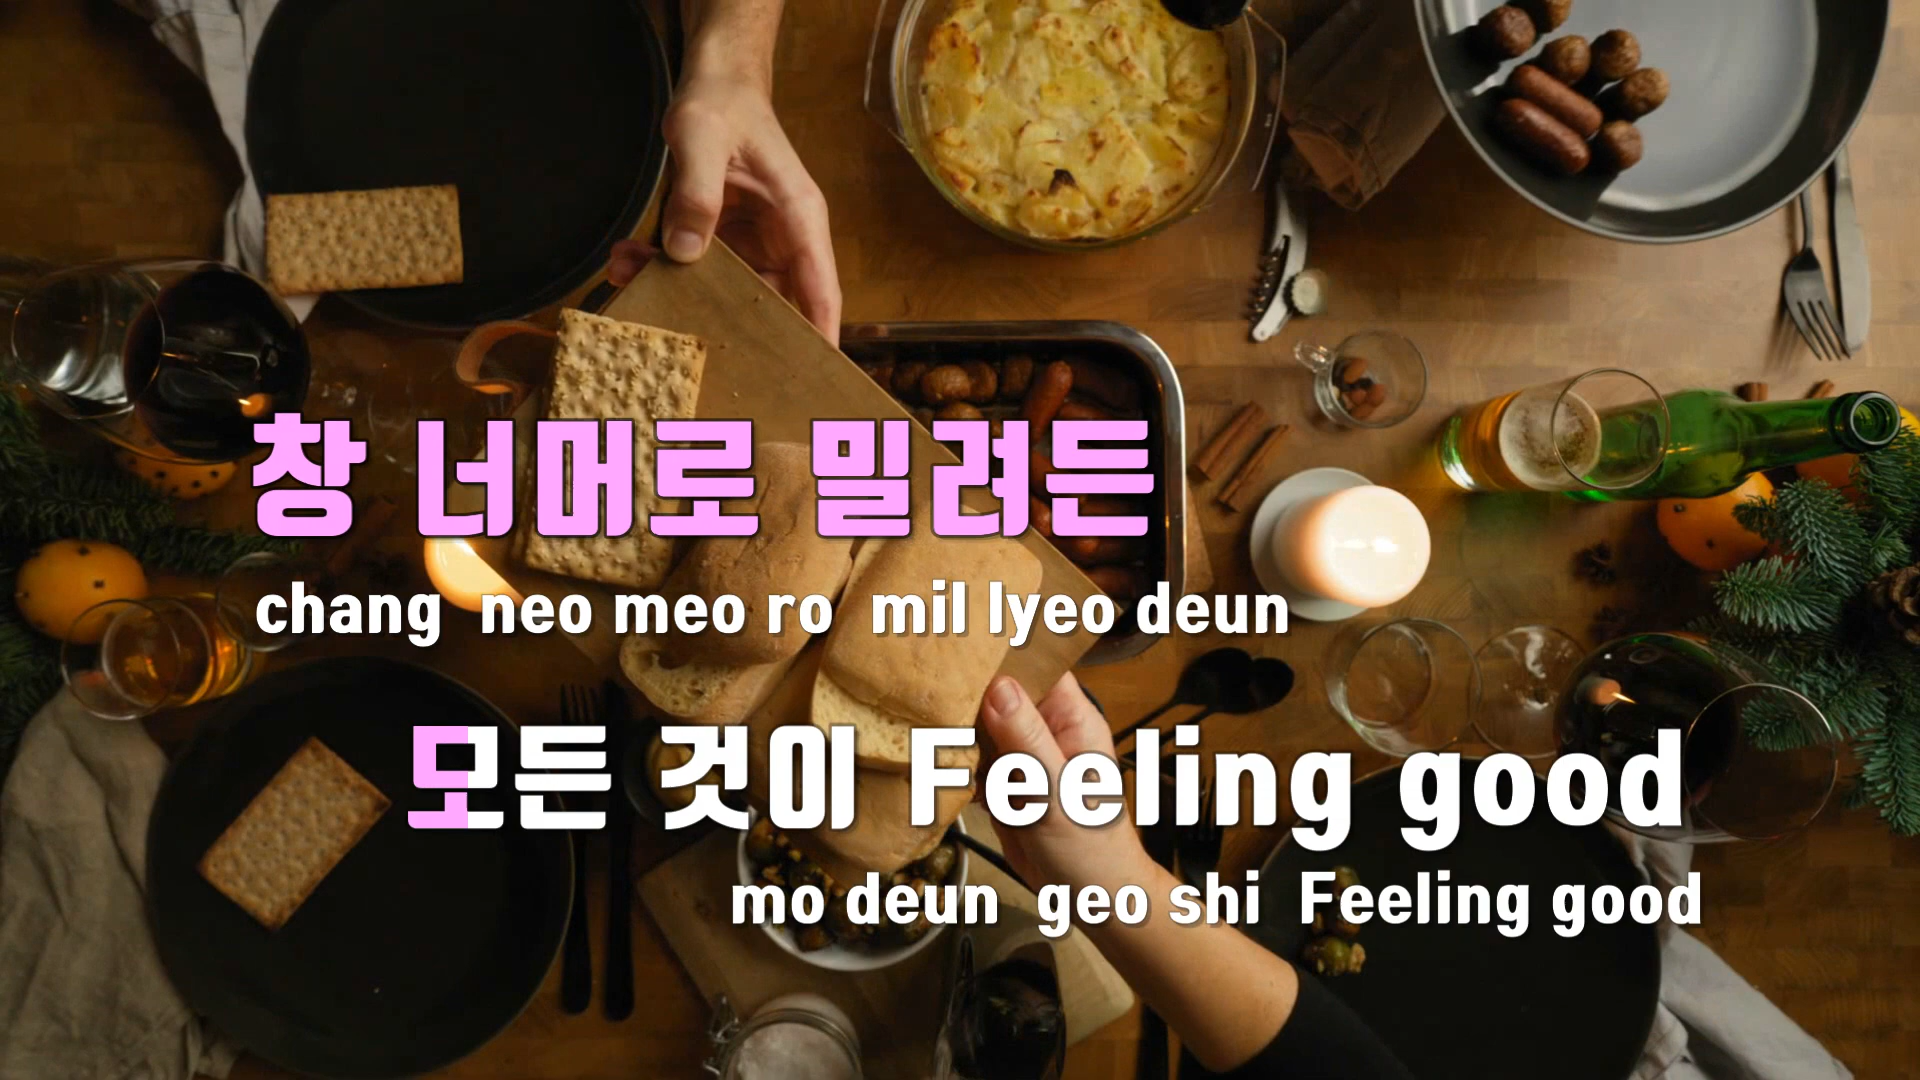 창 너머로 밀려든
chang neo meo ro mil lyeo deun
모든 것이 Feeling good
mo deun geo shi Feeling good